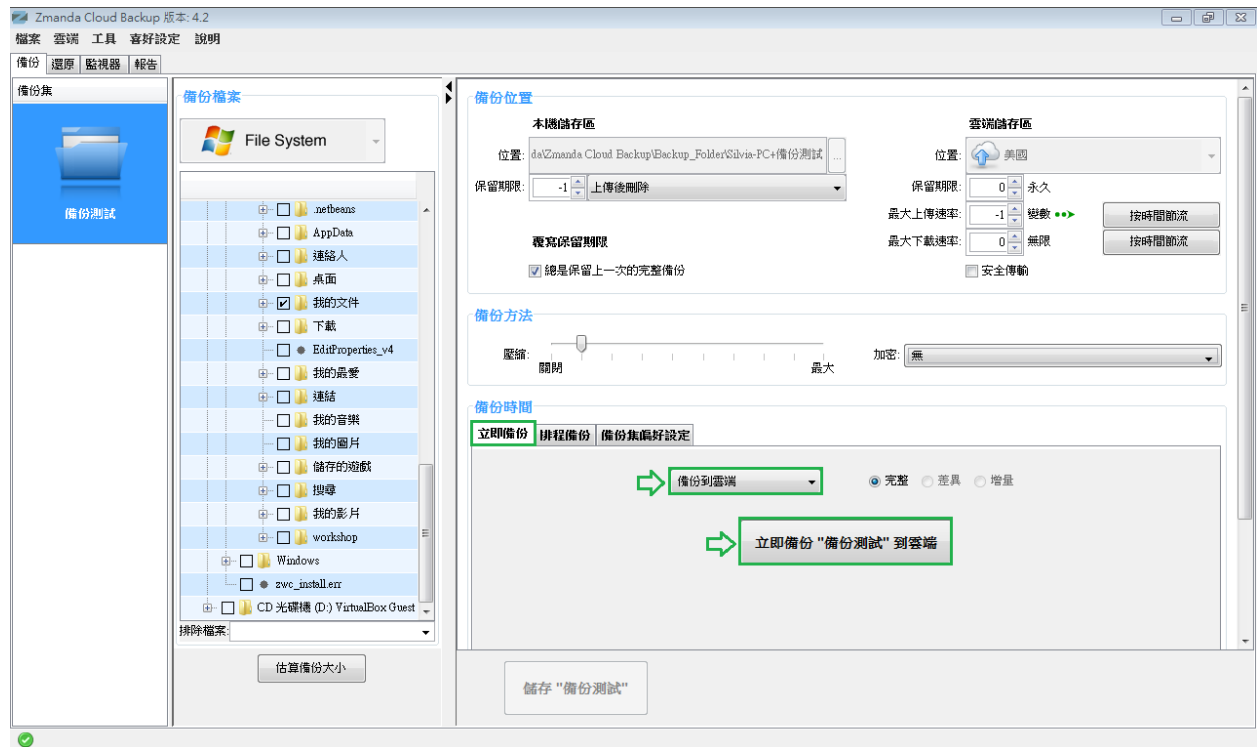 Zmanda Cloud Backup 版本: 4.2
檔案 雲端 工具 喜好設定 說明
備份 還原 監視器 報告
備份集
備份測試
備份檔案
File System
.netbeans
AppData
連絡人
桌面
我的文件
下載
EditProperties_v4
我的最愛
連結
我的音樂
我的圖片
儲存的遊戲
搜尋
我的影片
workshop
Windows
zwc_install.err
CD 光碟機 (D:) VirtualBox Guest
排除檔案:
估算備份大小
備份位置
本機儲存區
位置: da\Zmanda Cloud Backup\Backup_Folder\Silvia-PC+備份測試 ...
保留期限: -1 上傳後刪除
覆寫保留期限
總是保留上一次的完整備份
雲端儲存區
位置: 美國
保留期限: 0 永久
最大上傳速率: -1 變數 按時間節流
最大下載速率: 0 無限 按時間節流
安全傳輸
備份方法
壓縮:
關閉 最大
加密: 無
備份時間
立即備份 排程備份 備份集偏好設定
備份到雲端 完整 差異 增量
立即備份 "備份測試" 到雲端
儲存 "備份測試"